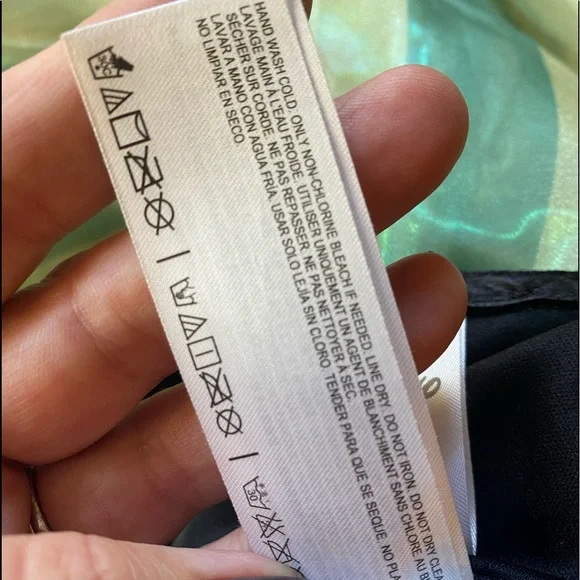 HAND WASH COLD. ONLY NON-CHLORINE BLEACH IF NEEDED. LINE DRY. DO NOT IRON. DO NOT DRY CLEA
LAVAGE MAIN À L'EAU FROIDE. UTILISER UNIQUEMENT UN AGENT DE BLANCHIMENT SANS CHLORE AU B
SÉCHER SUR CORDE. NE PAS REPASSER. NE PAS NETTOYER À SEC.
LAVAR A MANO CON AGUA FRIA. USAR SOLO LEJIA SIN CLORO. TENDER PARA QUE SE SEQUE. NO PLA
NO LIMPIAR EN SECO.
30°C
30